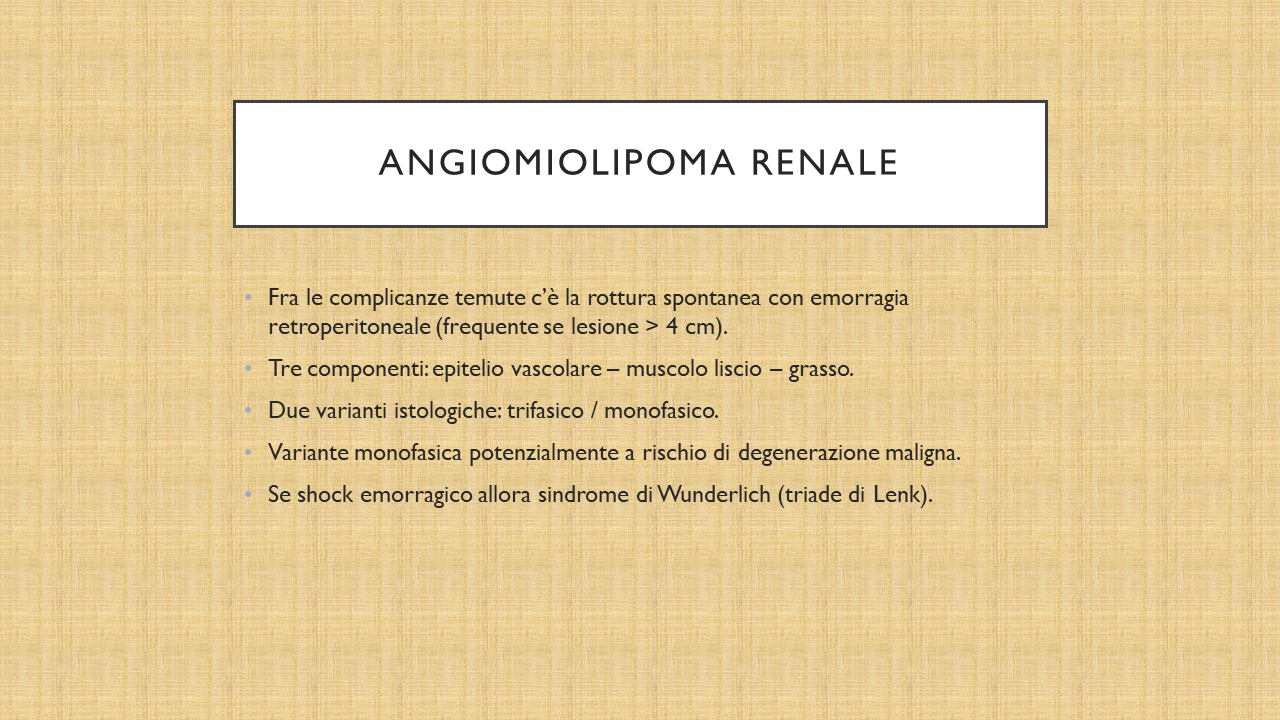 ANGIOMIOLIPOMA RENALE
• Fra le complicanze temute c’è la rottura spontanea con emorragia
retroperitoneale (frequente se lesione > 4 cm).
• Tre componenti: epitelio vascolare – muscolo liscio – grasso.
• Due varianti istologiche: trifasico / monofasico.
• Variante monofasica potenzialmente a rischio di degenerazione maligna.
• Se shock emorragico allora sindrome di Wunderlich (triade di Lenk).